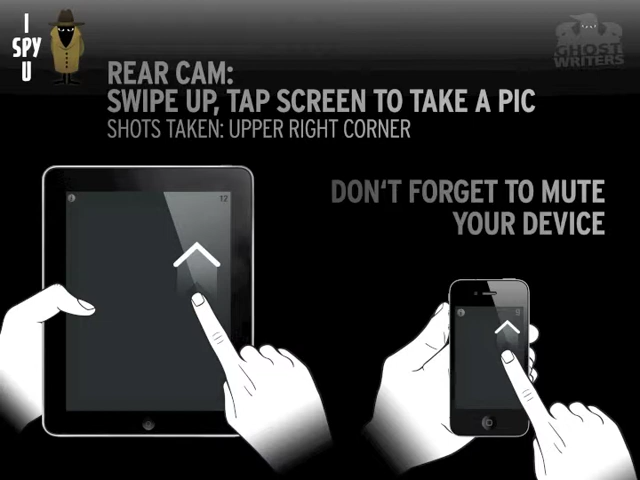 I
SPY
U
GHOST
WRITERS
REAR CAM:
SWIPE UP, TAP SCREEN TO TAKE A PIC
SHOTS TAKEN: UPPER RIGHT CORNER
DON'T FORGET TO MUTE
YOUR DEVICE
12